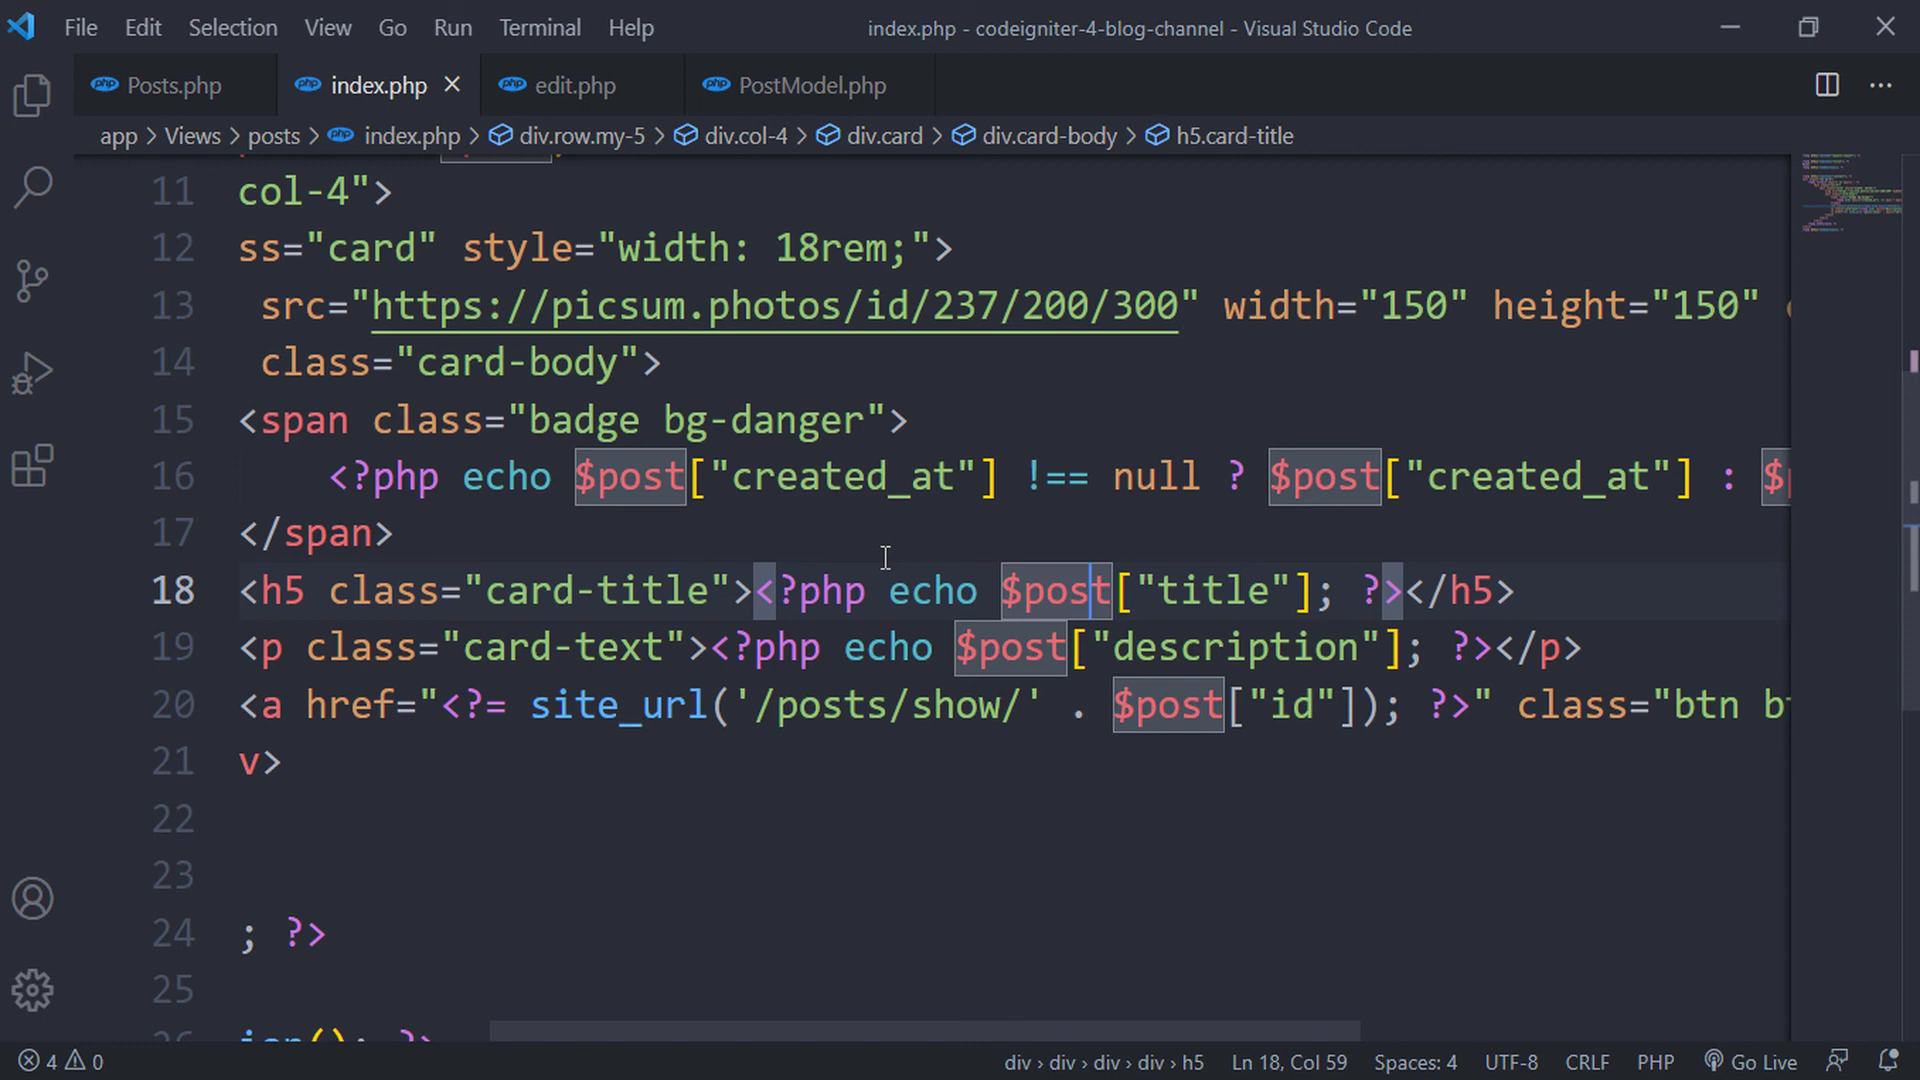 File Edit Selection View Go Run Terminal Help index.php - codeigniter-4-blog-channel - Visual Studio Code
Posts.php index.php edit.php PostModel.php
app > Views > posts > index.php > div.row.my-5 > div.col-4 > div.card > div.card-body > h5.card-title
11 col-4">
12 ss="card" style="width: 18rem;">
13 src="https://picsum.photos/id/237/200/300" width="150" height="150"
14 class="card-body">
15 <span class="badge bg-danger">
16 <?php echo $post["created_at"] !== null ? $post["created_at"] : $
17 </span>
18 <h5 class="card-title"><?php echo $post["title"]; ?></h5>
19 <p class="card-text"><?php echo $post["description"]; ?></p>
20 <a href="<?= site_url('/posts/show/' . $post["id"]); ?>" class="btn
21 v>
22
23
24 ; ?>
25
4 0 div › div › div › div › h5 Ln 18, Col 59 Spaces: 4 UTF-8 CRLF PHP Go Live